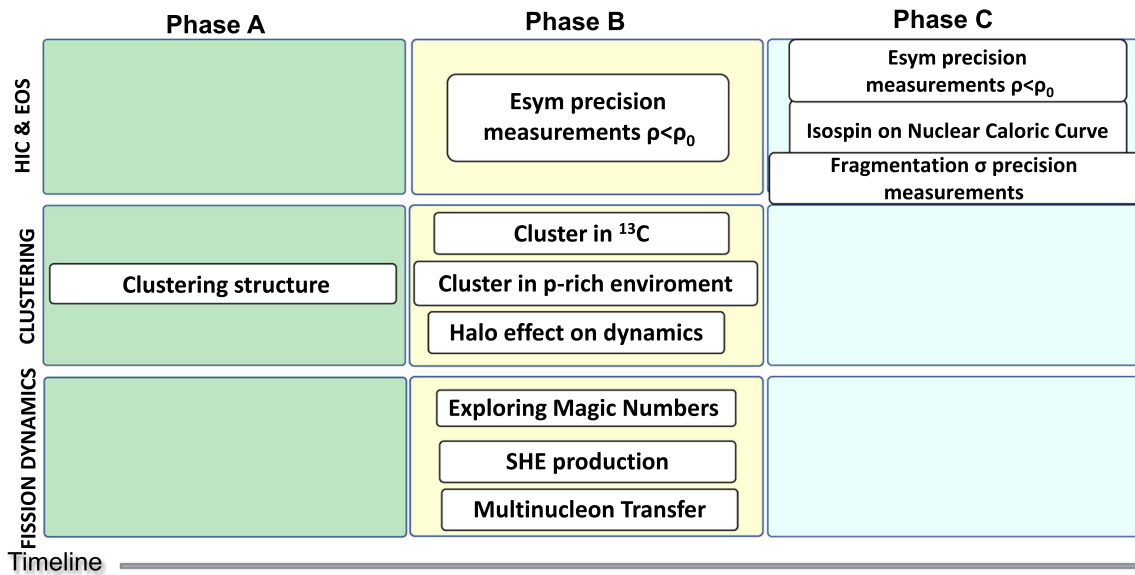 Phase A
Phase B
Phase C
HIC & EOS
Esym precision
measurements ρ<ρ₀
Esym precision
measurements ρ<ρ₀
Isospin on Nuclear Caloric Curve
Fragmentation σ precision
measurements
CLUSTERING
Clustering structure
Cluster in ¹³C
Cluster in p-rich enviroment
Halo effect on dynamics
FISSION DYNAMICS
Exploring Magic Numbers
SHE production
Multinucleon Transfer
Timeline